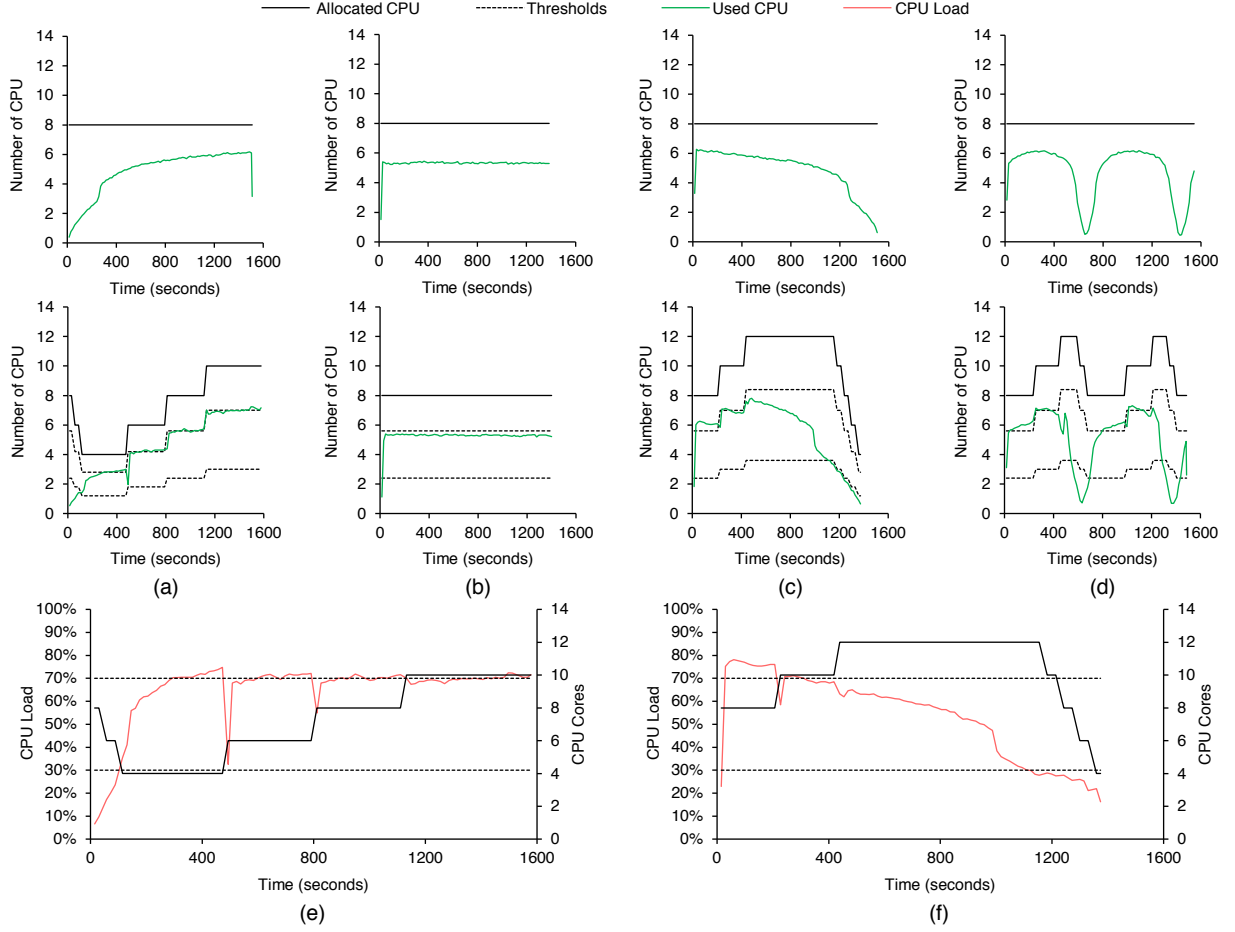 Allocated CPU Thresholds Used CPU CPU Load
14 14 14 14
12 12 12 12
10 10 10 10
8 8 8 8
6 6 6 6
4 4 4 4
2 2 2 2
0 0 0 0
Number of CPU Number of CPU Number of CPU Number of CPU
0 400 800 1200 1600 0 400 800 1200 1600 0 400 800 1200 1600 0 400 800 1200 1600
Time (seconds) Time (seconds) Time (seconds) Time (seconds)
14 14 14 14
12 12 12 12
10 10 10 10
8 8 8 8
6 6 6 6
4 4 4 4
2 2 2 2
0 0 0 0
Number of CPU Number of CPU Number of CPU Number of CPU
0 400 800 1200 1600 0 400 800 1200 1600 0 400 800 1200 1600 0 400 800 1200 1600
Time (seconds) Time (seconds) Time (seconds) Time (seconds)
(a) (b) (c) (d)
100% 14 100% 14
90% 12 90% 12
80% 80%
70% 10 70% 10
60% 8 60% 8
50% 50%
40% 6 40% 6
30% 4 30% 4
20% 2 20% 2
10% 10%
0% 0 0% 0
CPU Load CPU Cores CPU Load CPU Cores
0 400 800 1200 1600 0 400 800 1200 1600
Time (seconds) Time (seconds)
(e) (f)